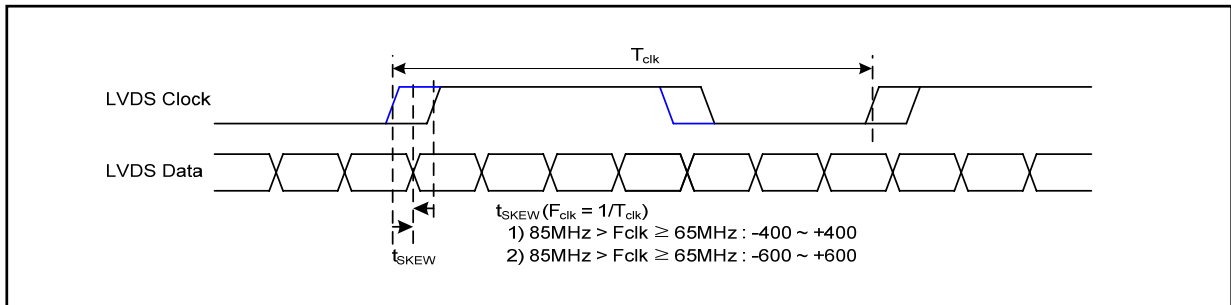 T_clk
LVDS Clock
LVDS Data
t_SKEW (F_clk = 1/T_clk)
1) 85MHz > Fclk ≥ 65MHz : -400 ~ +400
2) 85MHz > Fclk ≥ 65MHz : -600 ~ +600
t_SKEW